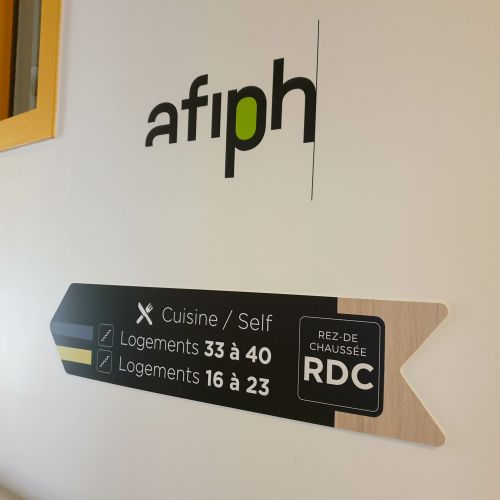 afiph
Cuisine / Self
Logements 33 à 40
Logements 16 à 23
REZ-DE
CHAUSSÉE
RDC